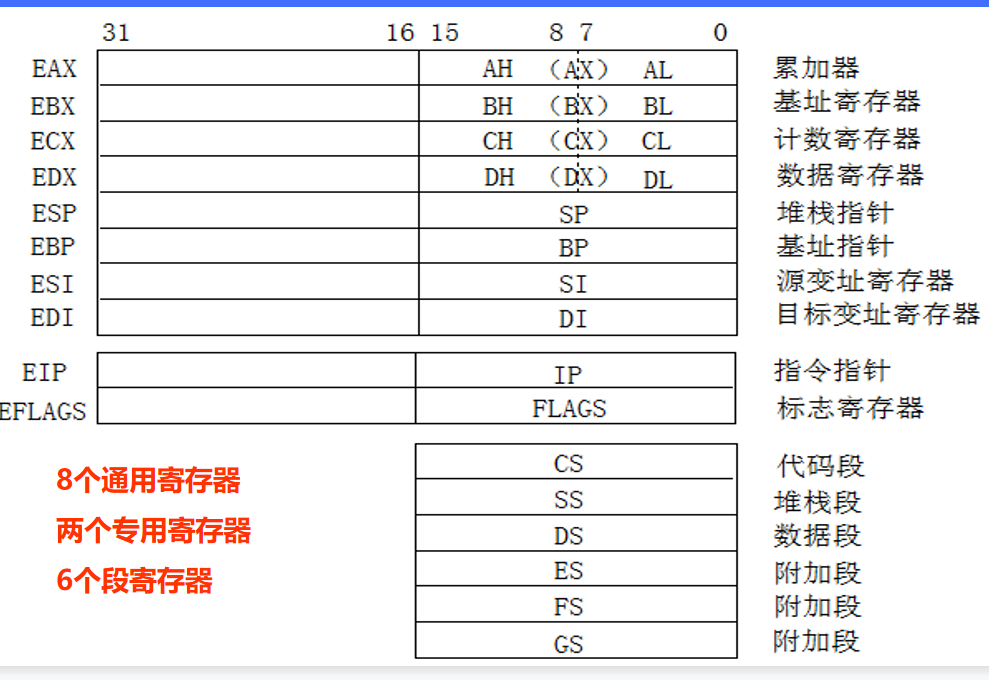 31 16 15 8 7 0
EAX AH （AX） AL 累加器
EBX BH （BX） BL 基址寄存器
ECX CH （CX） CL 计数寄存器
EDX DH （DX） DL 数据寄存器
ESP SP 堆栈指针
EBP BP 基址指针
ESI SI 源变址寄存器
EDI DI 目标变址寄存器
EIP IP 指令指针
EFLAGS FLAGS 标志寄存器
CS 代码段
8个通用寄存器
SS 堆栈段
两个专用寄存器
DS 数据段
ES 附加段
6个段寄存器
FS 附加段
GS 附加段